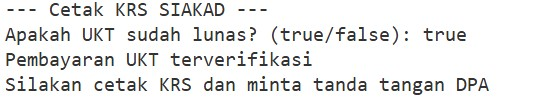 --- Cetak KRS SIAKAD ---
Apakah UKT sudah lunas? (true/false): true
Pembayaran UKT terverifikasi
Silakan cetak KRS dan minta tanda tangan DPA